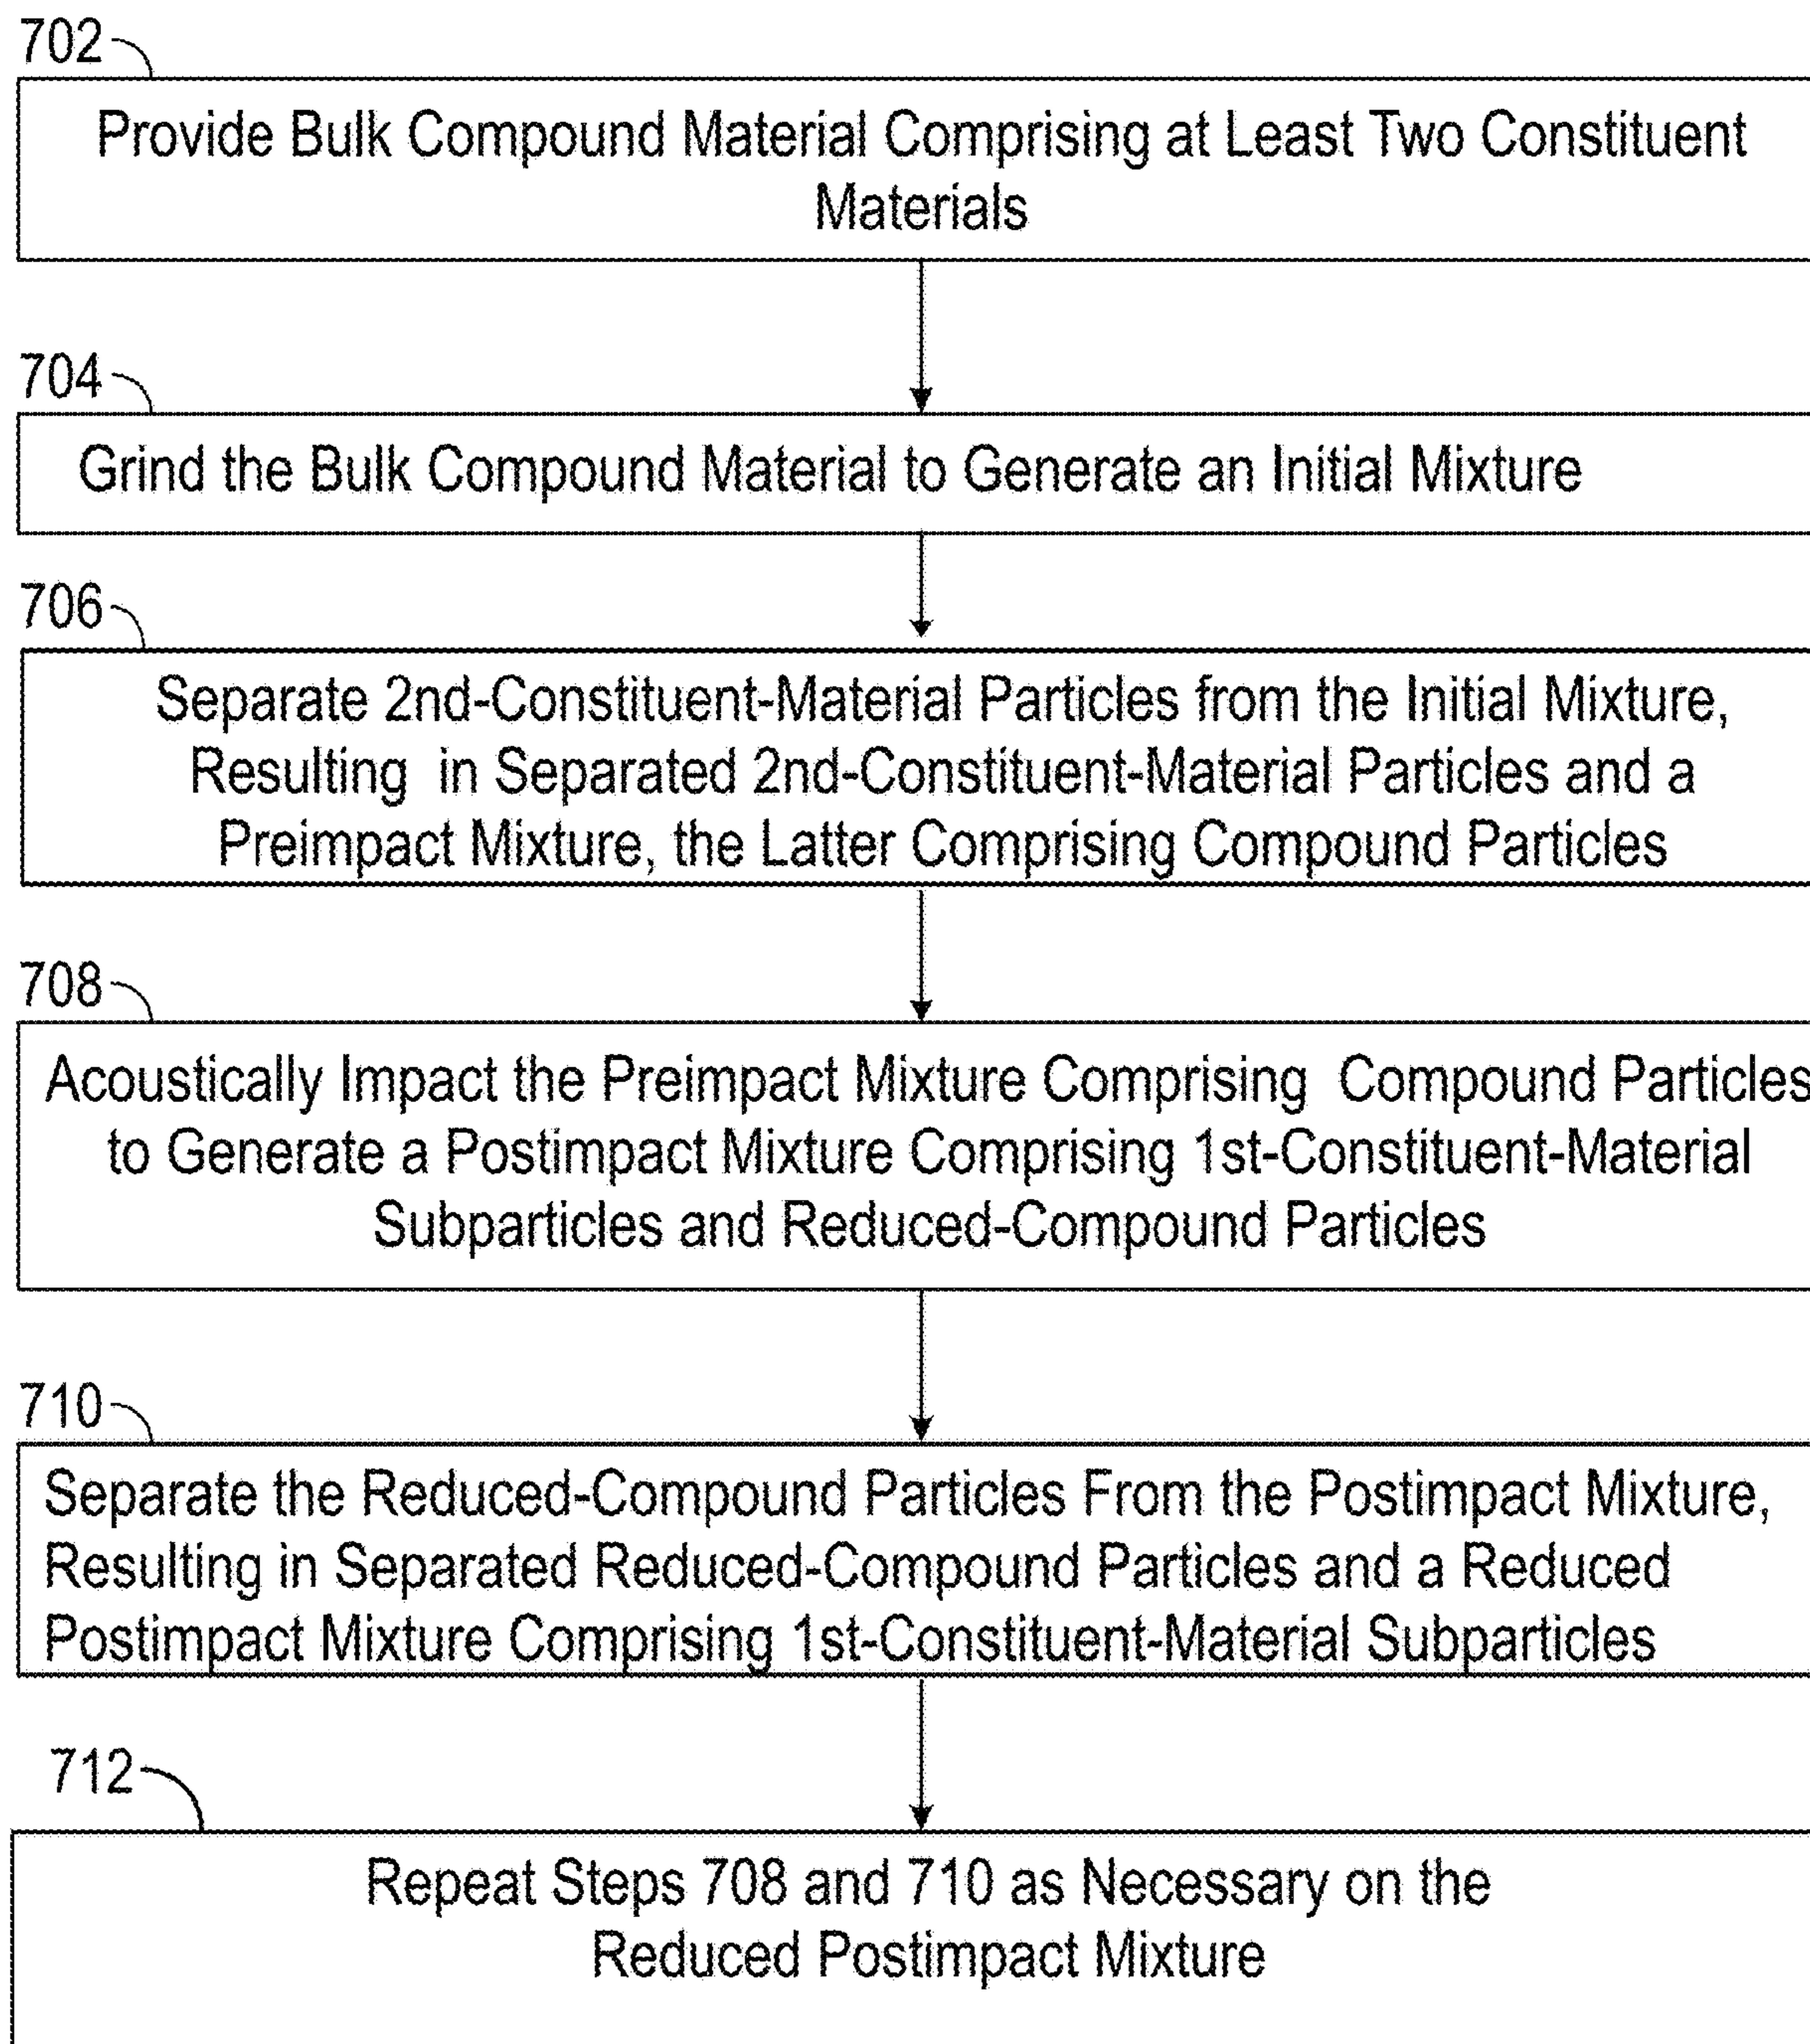 702
Provide Bulk Compound Material Comprising at Least Two Constituent
Materials
704
Grind the Bulk Compound Material to Generate an Initial Mixture
706
Separate 2nd-Constituent-Material Particles from the Initial Mixture,
Resulting in Separated 2nd-Constituent-Material Particles and a
Preimpact Mixture, the Latter Comprising Compound Particles
708
Acoustically Impact the Preimpact Mixture Comprising Compound Particles
to Generate a Postimpact Mixture Comprising 1st-Constituent-Material
Subparticles and Reduced-Compound Particles
710
Separate the Reduced-Compound Particles From the Postimpact Mixture,
Resulting in Separated Reduced-Compound Particles and a Reduced
Postimpact Mixture Comprising 1st-Constituent-Material Subparticles
712
Repeat Steps 708 and 710 as Necessary on the
Reduced Postimpact Mixture